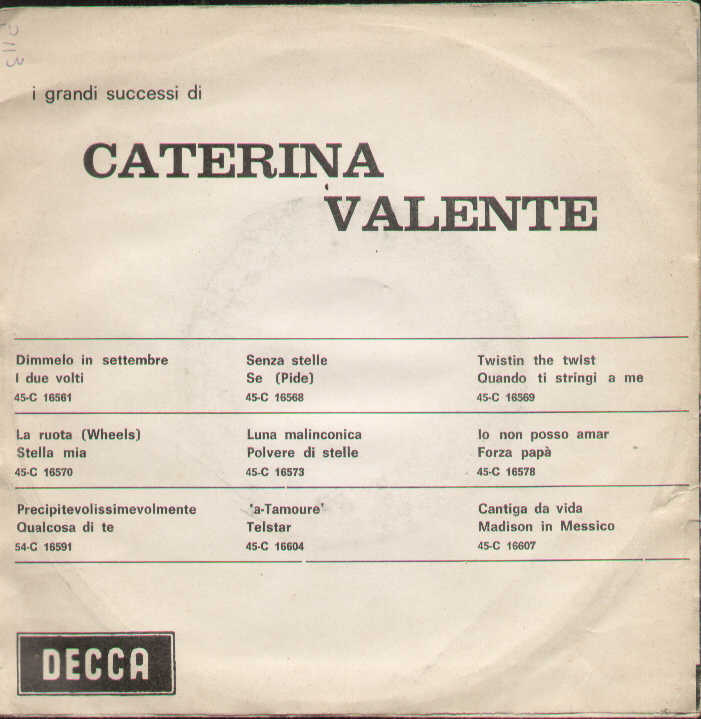 2113
i grandi successi di
CATERINA
VALENTE
Dimmelo in settembre
I due volti
45-C 16561
Senza stelle
Se (Pide)
45-C 16568
Twistin the twist
Quando ti stringi a me
45-C 16569
La ruota (Wheels)
Stella mia
45-C 16570
Luna malinconica
Polvere di stelle
45-C 16573
Io non posso amar
Forza papà
45-C 16578
Precipitevolissimevolmente
Qualcosa di te
54-C 16591
'a-Tamoure'
Telstar
45-C 16604
Cantiga da vida
Madison in Messico
45-C 16607
DECCA